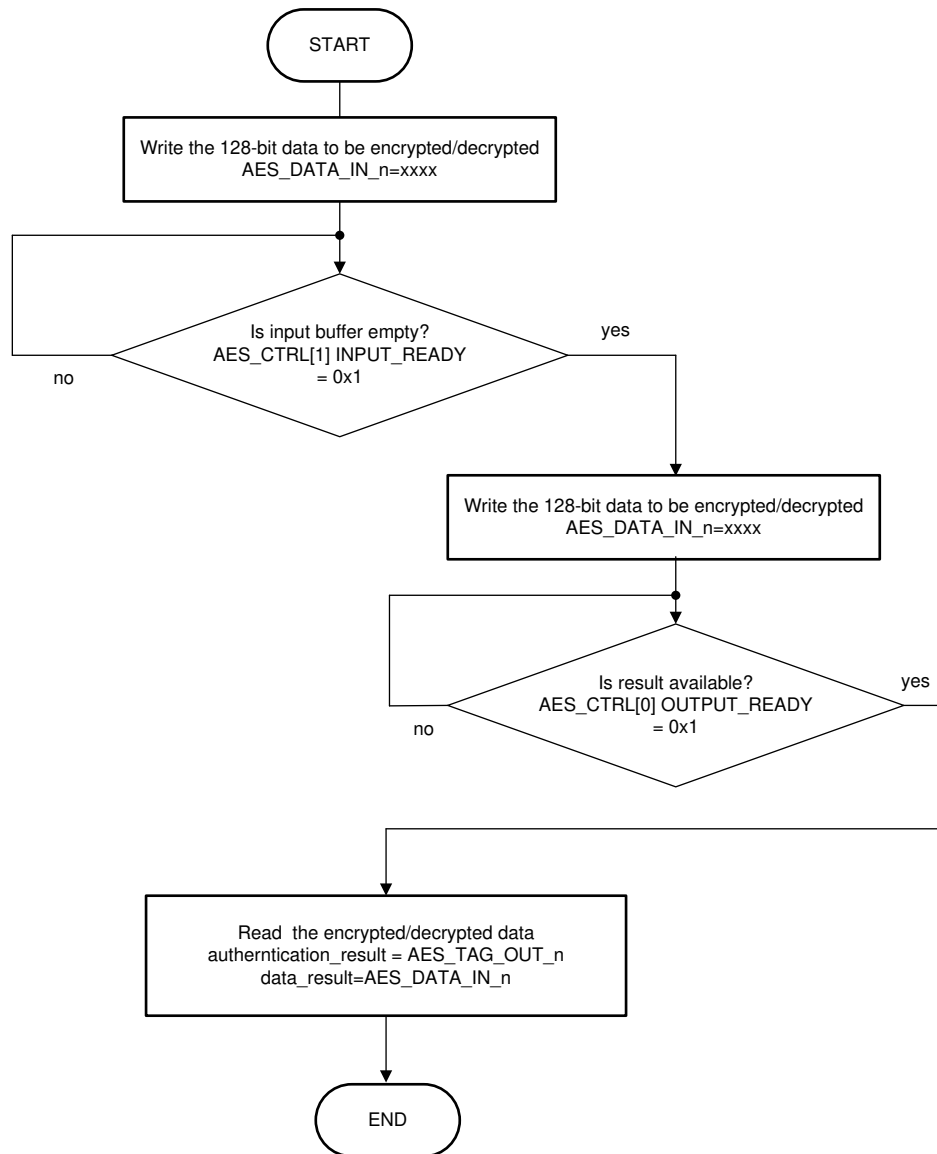 START
Write the 128-bit data to be encrypted/decrypted
AES_DATA_IN_n=xxxx
Is input buffer empty?
AES_CTRL[1] INPUT_READY
= 0x1
yes
no
Write the 128-bit data to be encrypted/decrypted
AES_DATA_IN_n=xxxx
Is result available?
AES_CTRL[0] OUTPUT_READY
= 0x1
yes
no
Read the encrypted/decrypted data
autherntication_result = AES_TAG_OUT_n
data_result=AES_DATA_IN_n
END